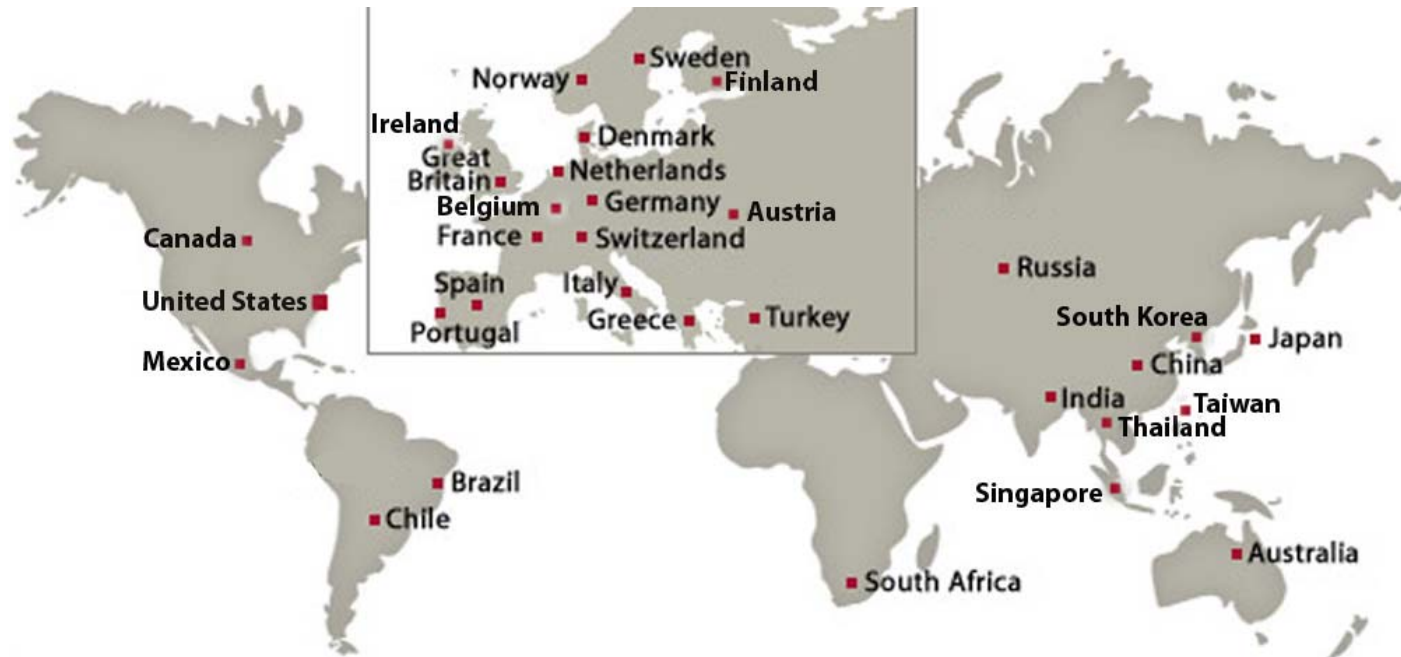 Sweden
Norway
Finland
Ireland
Denmark
Great
Britain
Netherlands
Belgium
Germany
Austria
France
Switzerland
Spain
Italy
Portugal
Greece
Turkey
Canada
United States
Mexico
Brazil
Chile
South Africa
Russia
South Korea
Japan
China
India
Taiwan
Thailand
Singapore
Australia